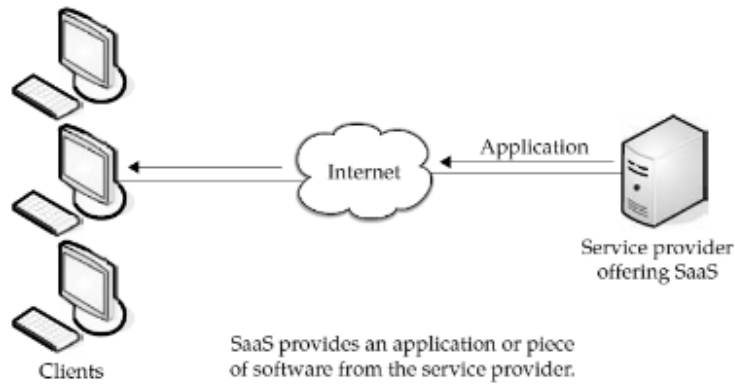 Application
Internet
Service provider
offering SaaS
SaaS provides an application or piece
of software from the service provider.
Clients